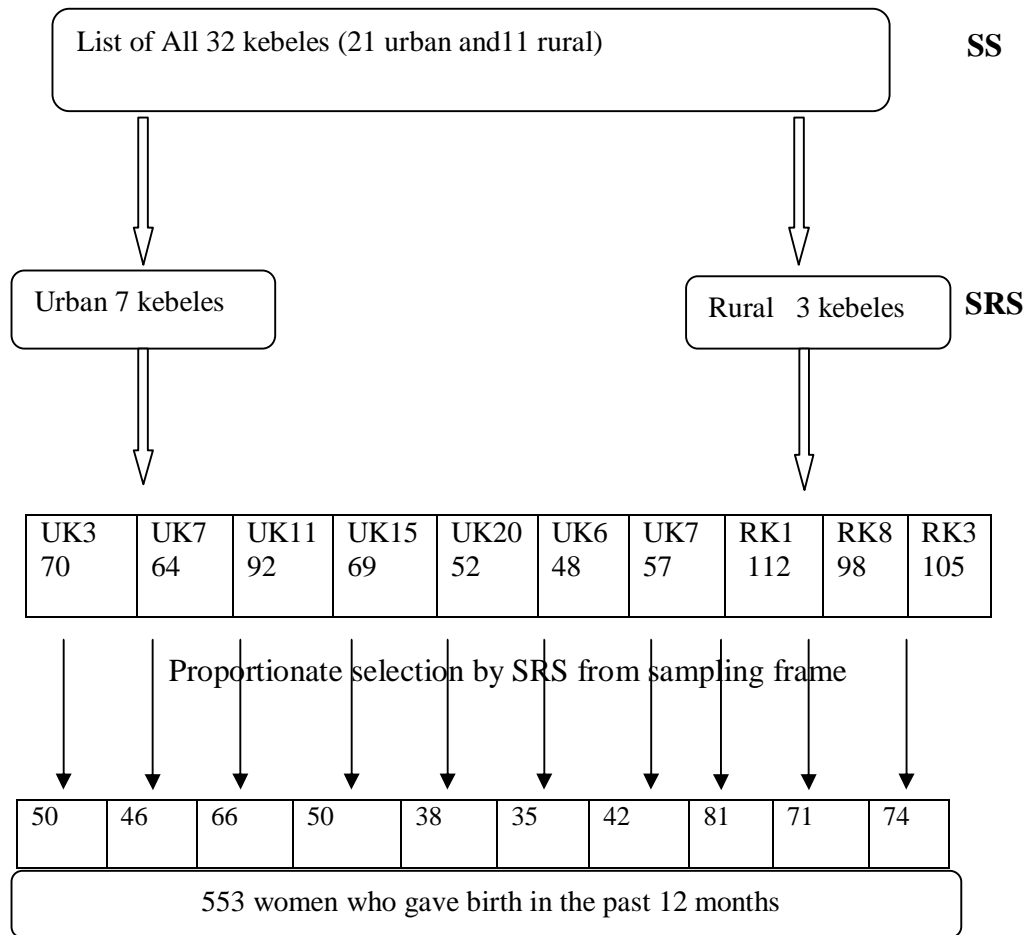 List of All 32 kebeles (21 urban and11 rural)
SS
Urban 7 kebeles
Rural 3 kebeles
SRS
UK3 UK7 UK11 UK15 UK20 UK6 UK7 RK1 RK8 RK3
70 64 92 69 52 48 57 112 98 105
Proportionate selection by SRS from sampling frame
50 46 66 50 38 35 42 81 71 74
553 women who gave birth in the past 12 months